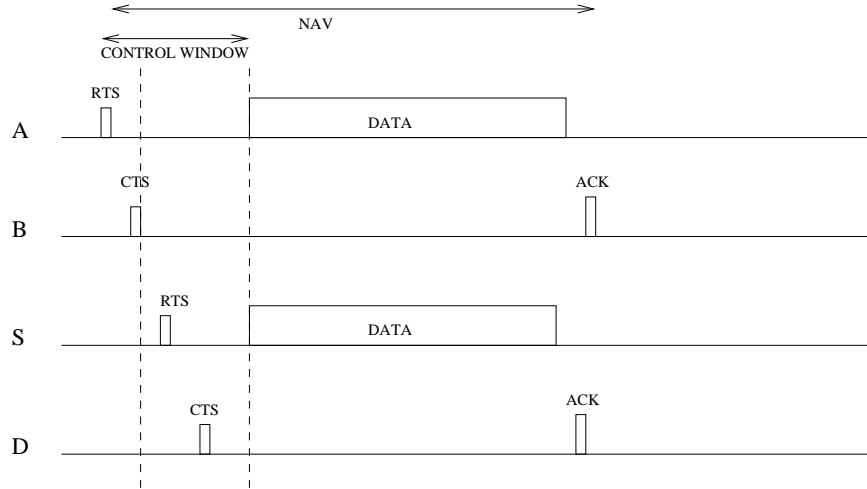 NAV
CONTROL WINDOW
RTS
A
DATA
CTS
ACK
B
RTS
S
DATA
CTS
ACK
D